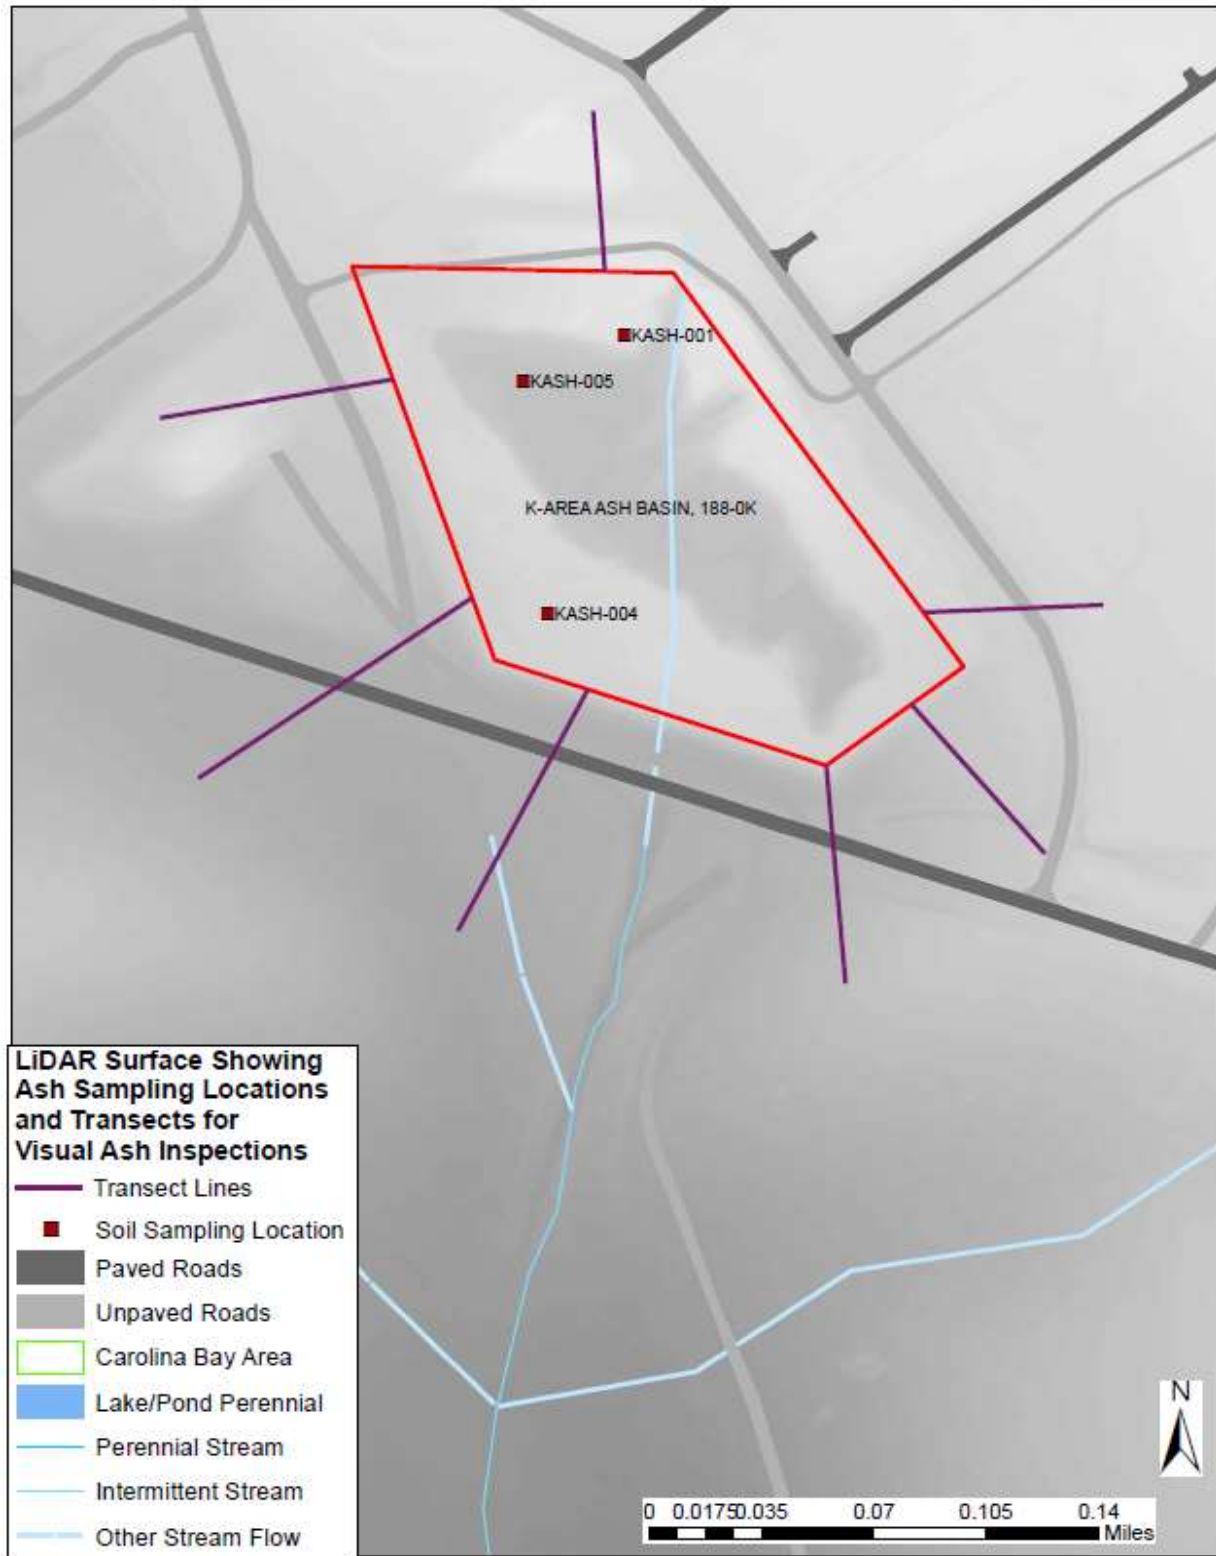 KASH-001
KASH-005
K-AREA ASH BASIN, 188-0K
KASH-004
LiDAR Surface Showing
Ash Sampling Locations
and Transects for
Visual Ash Inspections
Transect Lines
Soil Sampling Location
Paved Roads
Unpaved Roads
Carolina Bay Area
Lake/Pond Perennial
Perennial Stream
Intermittent Stream
Other Stream Flow
N
0 0.0175 0.035 0.07 0.105 0.14
Miles